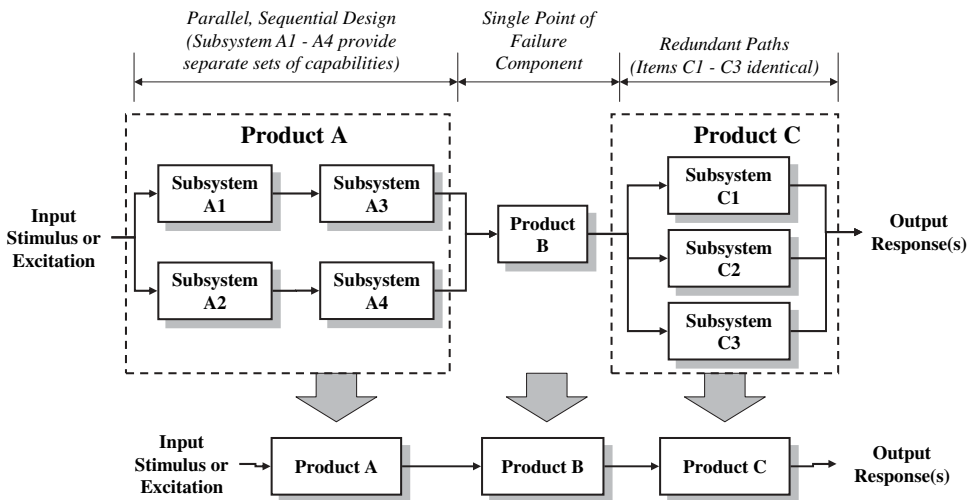 Parallel, Sequential Design
(Subsystem A1 - A4 provide
separate sets of capabilities)
Single Point of
Failure
Component
Redundant Paths
(Items C1 - C3 identical)
Product A
Product C
Subsystem
A1
Subsystem
A3
Subsystem
C1
Input
Stimulus or
Excitation
Product
B
Output
Response(s)
Subsystem
C2
Subsystem
A2
Subsystem
A4
Subsystem
C3
Input
Stimulus or
Excitation
Product A
Product B
Product C
Output
Response(s)